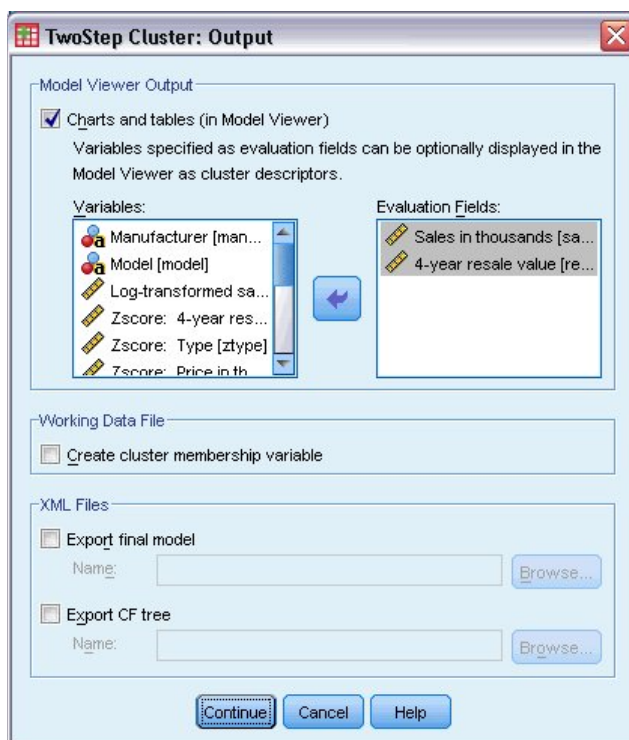 TwoStep Cluster: Output
Model Viewer Output
Charts and tables (in Model Viewer)
Variables specified as evaluation fields can be optionally displayed in the
Model Viewer as cluster descriptors.
Variables:
Manufacturer [man...
Model [model]
Log-transformed sa...
Zscore: 4-year res...
Zscore: Type [ztype]
Zscore: Price in th...
Evaluation Fields:
Sales in thousands [sa...
4-year resale value [re...
Working Data File
Create cluster membership variable
XML Files
Export final model
Name:
Browse...
Export CF tree
Name:
Browse...
Continue
Cancel
Help